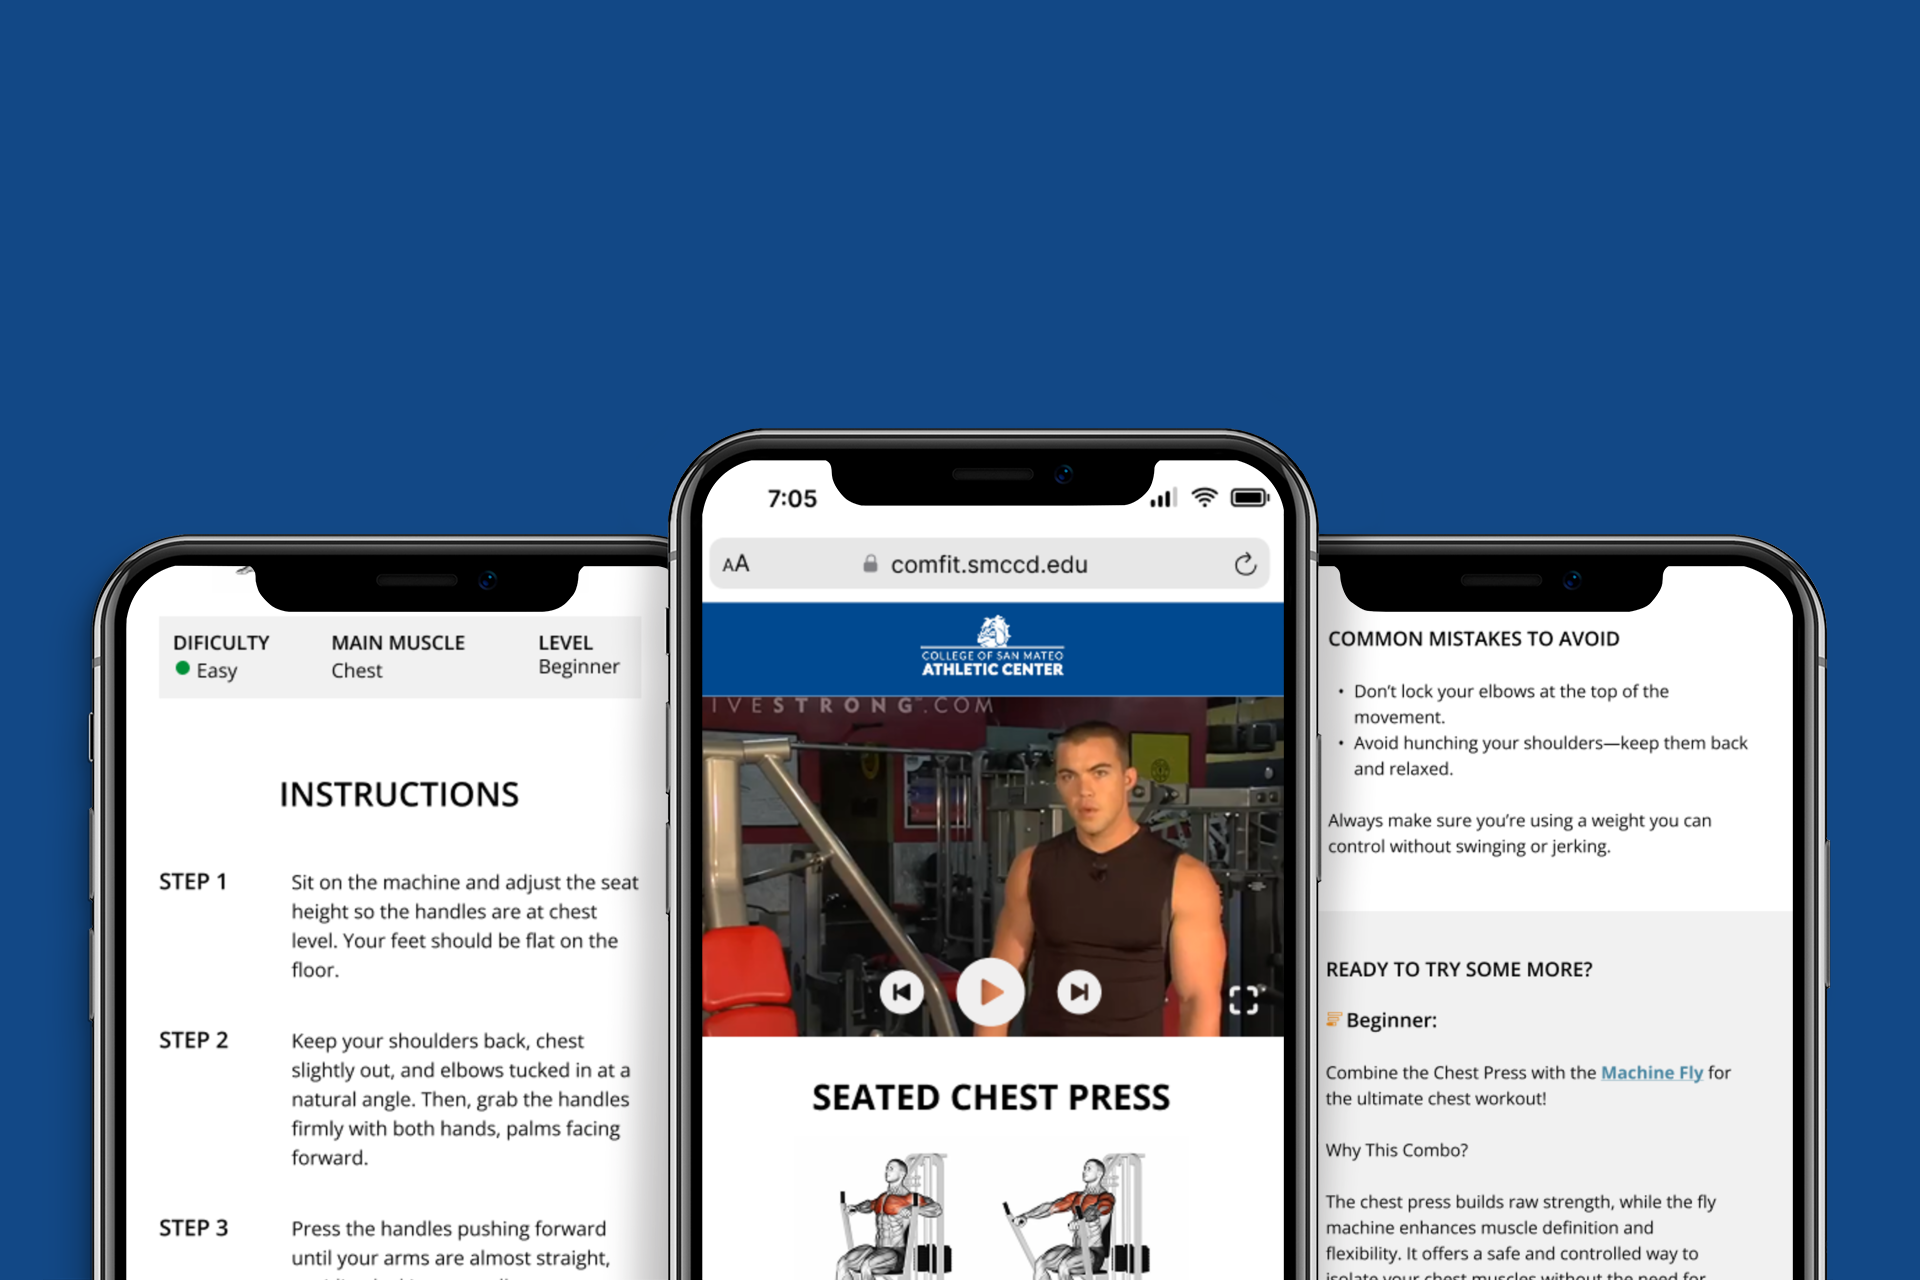 DIFICULTY
Easy
MAIN MUSCLE
Chest
LEVEL
Beginner
INSTRUCTIONS
STEP 1
Sit on the machine and adjust the seat
height so the handles are at chest
level. Your feet should be flat on the
floor.
STEP 2
Keep your shoulders back, chest
slightly out, and elbows tucked in at a
natural angle. Then, grab the handles
firmly with both hands, palms facing
forward.
STEP 3
Press the handles pushing forward
until your arms are almost straight,
7:05
AA
comfit.smccd.edu
COLLEGE OF SAN MATEO
ATHLETIC CENTER
IVESTRONG.COM
SEATED CHEST PRESS
COMMON MISTAKES TO AVOID
• Don’t lock your elbows at the top of the
movement.
• Avoid hunching your shoulders—keep them back
and relaxed.
Always make sure you’re using a weight you can
control without swinging or jerking.
READY TO TRY SOME MORE?
Beginner:
Combine the Chest Press with the Machine Fly for
the ultimate chest workout!
Why This Combo?
The chest press builds raw strength, while the fly
machine enhances muscle definition and
flexibility. It offers a safe and controlled way to
isolate your chest muscles without the need for